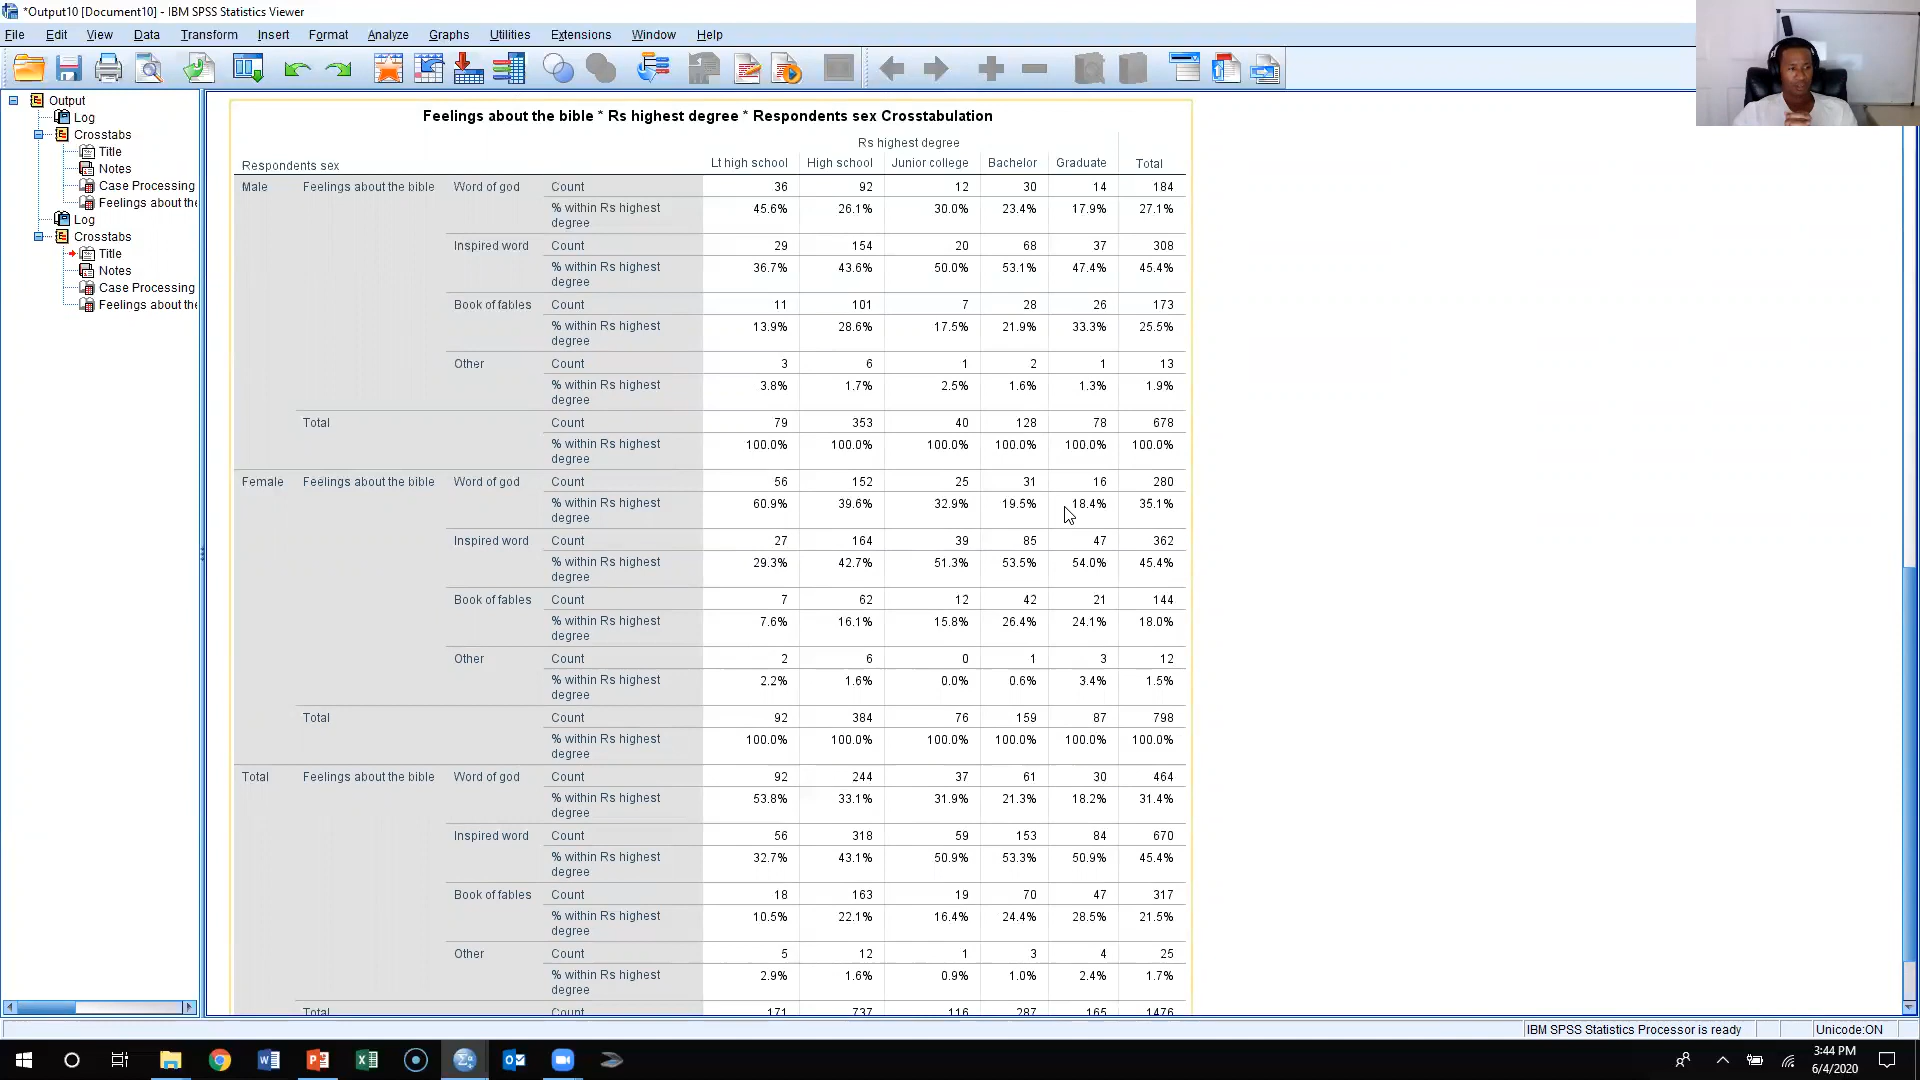 *Output10 [Document10] - IBM SPSS Statistics Viewer
File Edit View Data Transform Insert Format Analyze Graphs Utilities Extensions Window Help
Output
Log
Crosstabs
Title
Notes
Case Processing
Feelings about the
Log
Crosstabs
Title
Notes
Case Processing
Feelings about the
Feelings about the bible * Rs highest degree * Respondents sex Crosstabulation
Rs highest degree
Respondents sex Lt high school High school Junior college Bachelor Graduate Total
Male Feelings about the bible Word of god Count 36 92 12 30 14 184
% within Rs highest degree 45.6% 26.1% 30.0% 23.4% 17.9% 27.1%
Inspired word Count 29 154 20 68 37 308
% within Rs highest degree 36.7% 43.6% 50.0% 53.1% 47.4% 45.4%
Book of fables Count 11 101 7 28 26 173
% within Rs highest degree 13.9% 28.6% 17.5% 21.9% 33.3% 25.5%
Other Count 3 6 1 2 1 13
% within Rs highest degree 3.8% 1.7% 2.5% 1.6% 1.3% 1.9%
Total Count 79 353 40 128 78 678
% within Rs highest degree 100.0% 100.0% 100.0% 100.0% 100.0% 100.0%
Female Feelings about the bible Word of god Count 56 152 25 31 16 280
% within Rs highest degree 60.9% 39.6% 32.9% 19.5% 18.4% 35.1%
Inspired word Count 27 164 39 85 47 362
% within Rs highest degree 29.3% 42.7% 51.3% 53.5% 54.0% 45.4%
Book of fables Count 7 62 12 42 21 144
% within Rs highest degree 7.6% 16.1% 15.8% 26.4% 24.1% 18.0%
Other Count 2 6 0 1 3 12
% within Rs highest degree 2.2% 1.6% 0.0% 0.6% 3.4% 1.5%
Total Count 92 384 76 159 87 798
% within Rs highest degree 100.0% 100.0% 100.0% 100.0% 100.0% 100.0%
Total Feelings about the bible Word of god Count 92 244 37 61 30 464
% within Rs highest degree 53.8% 33.1% 31.9% 21.3% 18.2% 31.4%
Inspired word Count 56 318 59 153 84 670
% within Rs highest degree 32.7% 43.1% 50.9% 53.3% 50.9% 45.4%
Book of fables Count 18 163 19 70 47 317
% within Rs highest degree 10.5% 22.1% 16.4% 24.4% 28.5% 21.5%
Other Count 5 12 1 3 4 25
% within Rs highest degree 2.9% 1.6% 0.9% 1.0% 2.4% 1.7%
Total Count 171 737 116 287 165 1476
IBM SPSS Statistics Processor is ready Unicode:ON
3:44 PM
6/4/2020